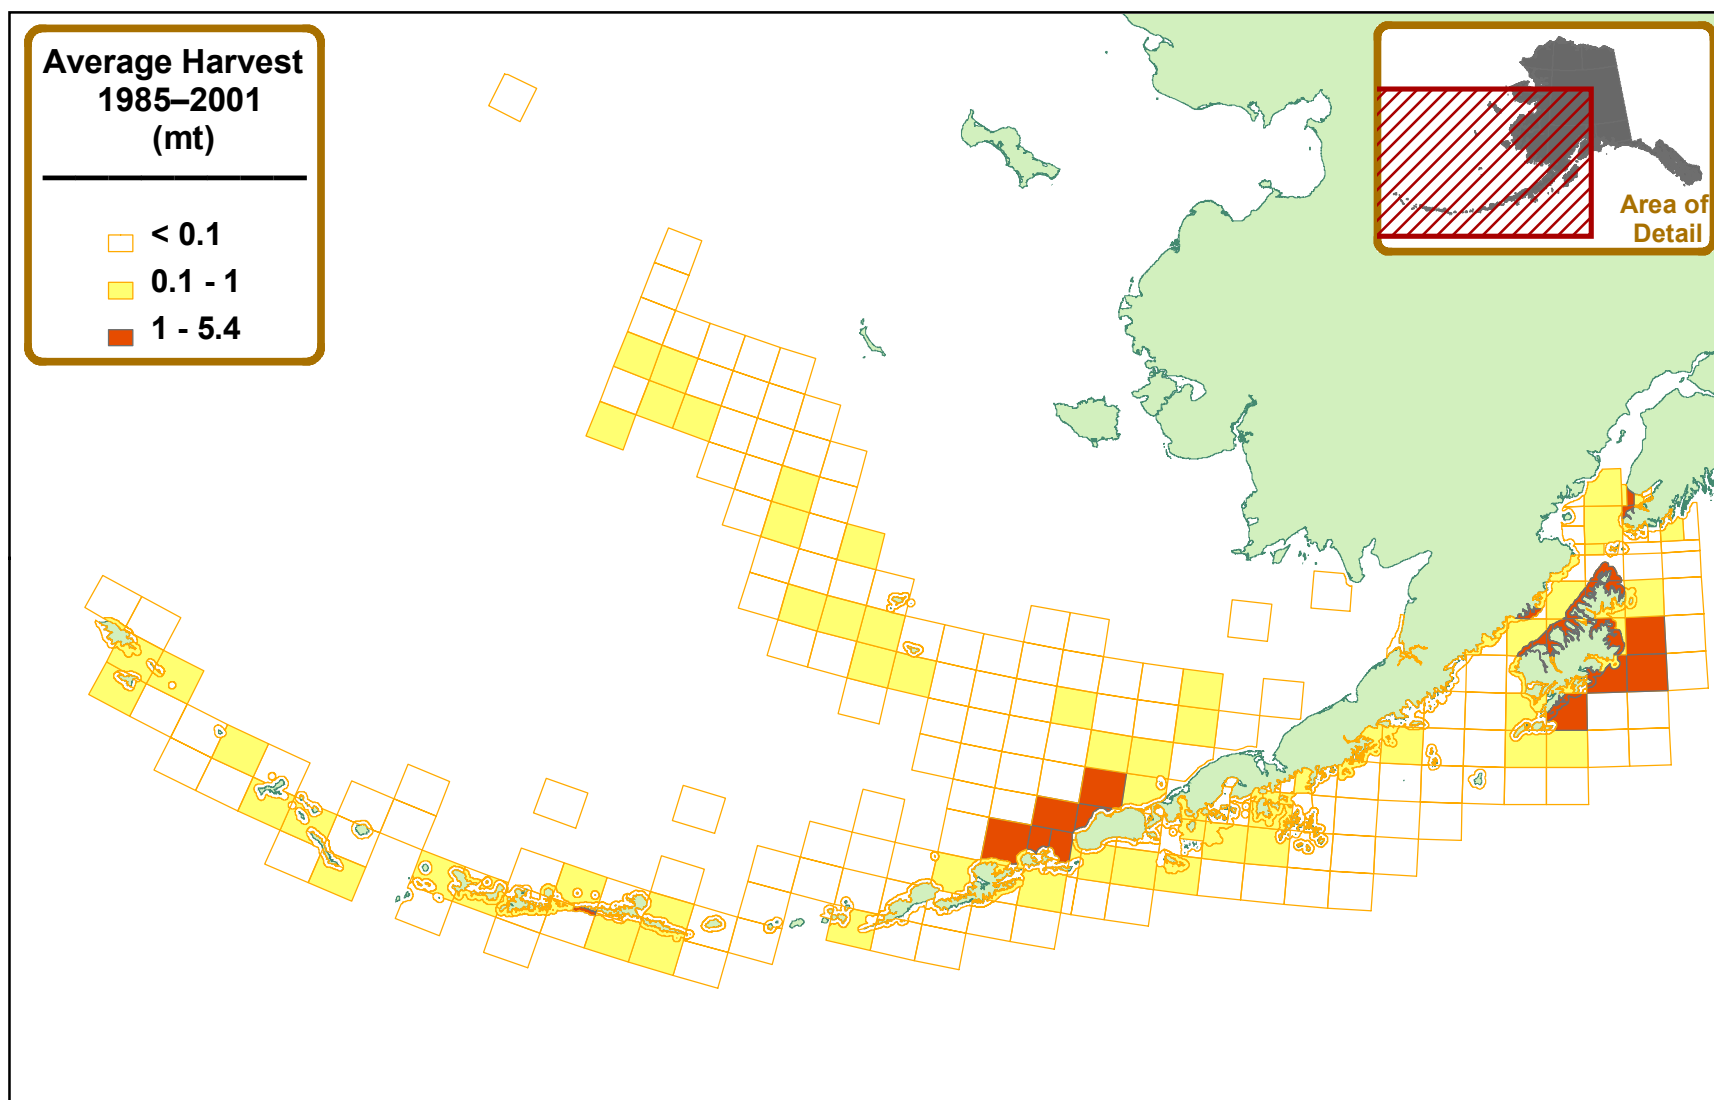 Average Harvest
1985–2001
(mt)
< 0.1
0.1 - 1
1 - 5.4
Area of
Detail